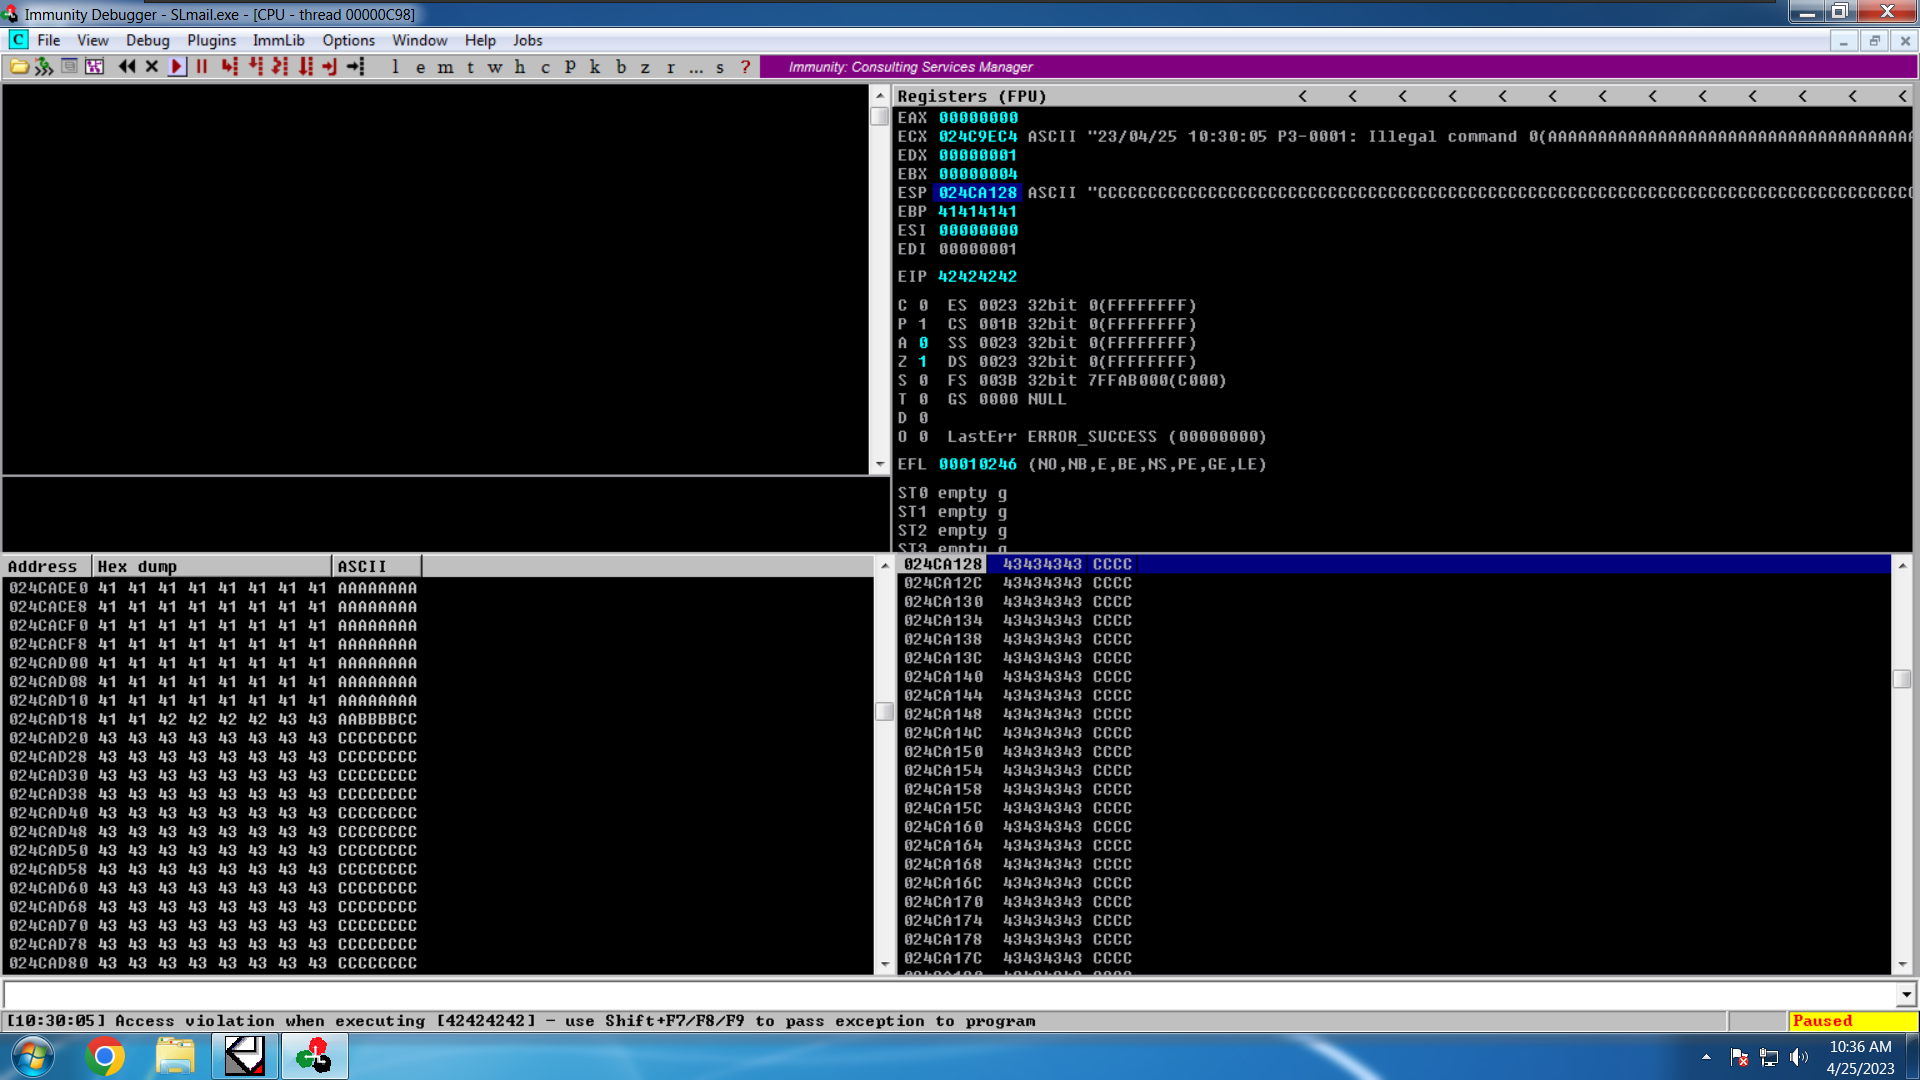 Immunity Debugger - SLmail.exe - [CPU - thread 00000C98]
File View Debug Plugins ImmLib Options Window Help Jobs
l e m t w h c P k b z r ... s ? Immunity: Consulting Services Manager
Registers (FPU) < < < < < < < < < < < < <
EAX 00000000
ECX 024C9EC4 ASCII "23/04/25 10:30:05 P3-0001: Illegal command 0(AAAAAAAAAAAAAAAAAAAAAAAAAAAAAAAAAAAAA
EDX 00000001
EBX 00000004
ESP 024CA128 ASCII "CCCCCCCCCCCCCCCCCCCCCCCCCCCCCCCCCCCCCCCCCCCCCCCCCCCCCCCCCCCCCCCCCCCCCCCCCCCCCCCCCC
EBP 41414141
ESI 00000000
EDI 00000001
EIP 42424242
C 0 ES 0023 32bit 0(FFFFFFFF)
P 1 CS 001B 32bit 0(FFFFFFFF)
A 0 SS 0023 32bit 0(FFFFFFFF)
Z 1 DS 0023 32bit 0(FFFFFFFF)
S 0 FS 003B 32bit 7FFAB000(C000)
T 0 GS 0000 NULL
D 0
O 0 LastErr ERROR_SUCCESS (00000000)
EFL 00010246 (NO,NB,E,BE,NS,PE,GE,LE)
ST0 empty g
ST1 empty g
ST2 empty g
ST3 empty g
Address Hex dump ASCII
024CACE0 41 41 41 41 41 41 41 41 AAAAAAAA
024CACE8 41 41 41 41 41 41 41 41 AAAAAAAA
024CACF0 41 41 41 41 41 41 41 41 AAAAAAAA
024CACF8 41 41 41 41 41 41 41 41 AAAAAAAA
024CAD00 41 41 41 41 41 41 41 41 AAAAAAAA
024CAD08 41 41 41 41 41 41 41 41 AAAAAAAA
024CAD10 41 41 41 41 41 41 41 41 AAAAAAAA
024CAD18 41 41 42 42 42 42 43 43 AABBBBCC
024CAD20 43 43 43 43 43 43 43 43 CCCCCCCC
024CAD28 43 43 43 43 43 43 43 43 CCCCCCCC
024CAD30 43 43 43 43 43 43 43 43 CCCCCCCC
024CAD38 43 43 43 43 43 43 43 43 CCCCCCCC
024CAD40 43 43 43 43 43 43 43 43 CCCCCCCC
024CAD48 43 43 43 43 43 43 43 43 CCCCCCCC
024CAD50 43 43 43 43 43 43 43 43 CCCCCCCC
024CAD58 43 43 43 43 43 43 43 43 CCCCCCCC
024CAD60 43 43 43 43 43 43 43 43 CCCCCCCC
024CAD68 43 43 43 43 43 43 43 43 CCCCCCCC
024CAD70 43 43 43 43 43 43 43 43 CCCCCCCC
024CAD78 43 43 43 43 43 43 43 43 CCCCCCCC
024CAD80 43 43 43 43 43 43 43 43 CCCCCCCC
024CA128 43434343 CCCC
024CA12C 43434343 CCCC
024CA130 43434343 CCCC
024CA134 43434343 CCCC
024CA138 43434343 CCCC
024CA13C 43434343 CCCC
024CA140 43434343 CCCC
024CA144 43434343 CCCC
024CA148 43434343 CCCC
024CA14C 43434343 CCCC
024CA150 43434343 CCCC
024CA154 43434343 CCCC
024CA158 43434343 CCCC
024CA15C 43434343 CCCC
024CA160 43434343 CCCC
024CA164 43434343 CCCC
024CA168 43434343 CCCC
024CA16C 43434343 CCCC
024CA170 43434343 CCCC
024CA174 43434343 CCCC
024CA178 43434343 CCCC
024CA17C 43434343 CCCC
[10:30:05] Access violation when executing [42424242] - use Shift+F7/F8/F9 to pass exception to program
Paused
10:36 AM
4/25/2023